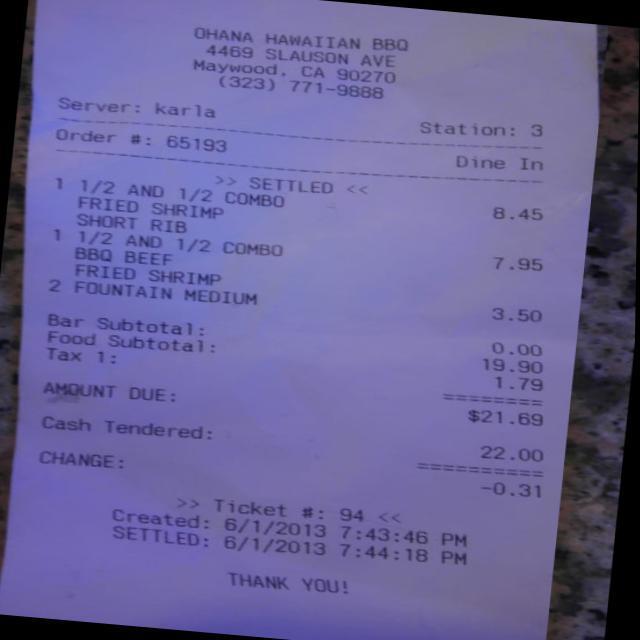 OHANA HAWAIIAN BBQ
4469 SLAUSON AVE
Maywood, CA 90270
(323) 771-9888
Server: karla
Station: 3
Order #: 65193
Dine In
>> SETTLED <<
1 1/2 AND 1/2 COMBO 8.45
FRIED SHRIMP
SHORT RIB
1 1/2 AND 1/2 COMBO 7.95
BBQ BEEF
FRIED SHRIMP
2 FOUNTAIN MEDIUM 3.50
Bar Subtotal: 0.00
Food Subtotal: 19.90
Tax 1: 1.79
========
AMOUNT DUE: $21.69
Cash Tendered: 22.00
==========
CHANGE: -0.31
>> Ticket #: 94 <<
Created: 6/1/2013 7:43:46 PM
SETTLED: 6/1/2013 7:44:18 PM
THANK YOU!